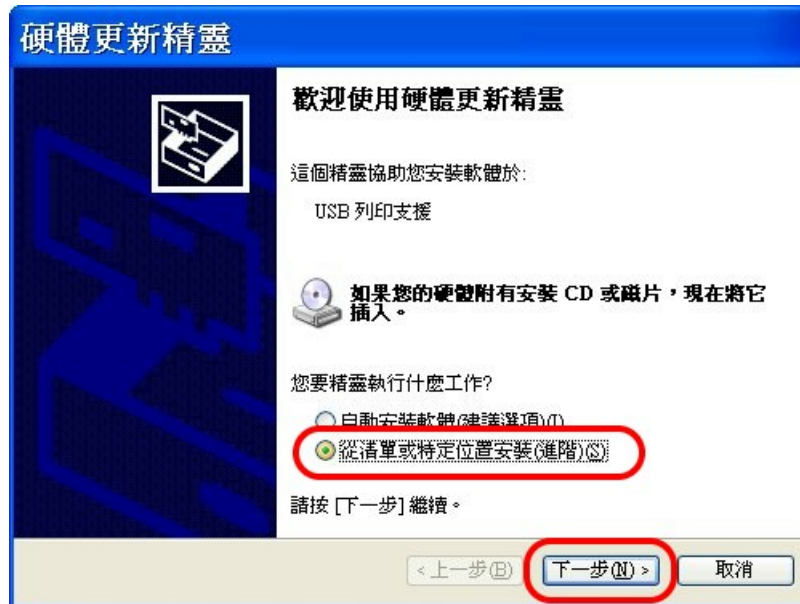 硬體更新精靈
歡迎使用硬體更新精靈
這個精靈協助您安裝軟體於:
USB 列印支援
如果您的硬體附有安裝 CD 或磁片，現在將它
插入。
您要精靈執行什麼工作?
自動安裝軟體(建議選項)(I)
從清單或特定位置安裝(進階)(S)
請按 [下一步] 繼續。
< 上一步(B)
下一步(N) >
取消